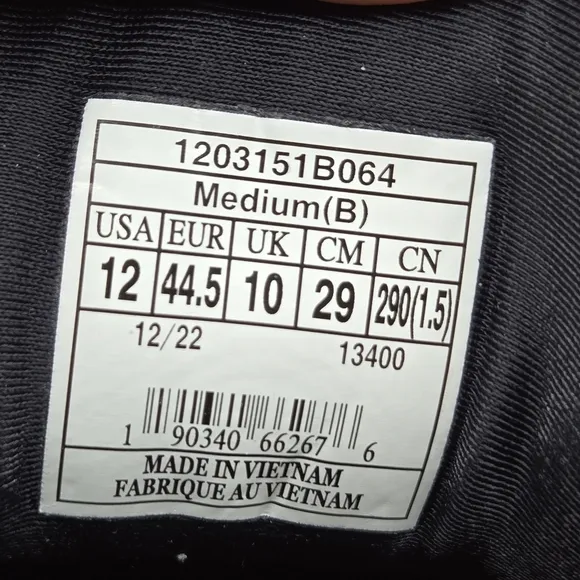 1203151B064
Medium(B)
USA EUR UK CM CN
12 44.5 10 29 290(1.5)
12/22 13400
1 90340 66267 6
MADE IN VIETNAM
FABRIQUE AU VIETNAM